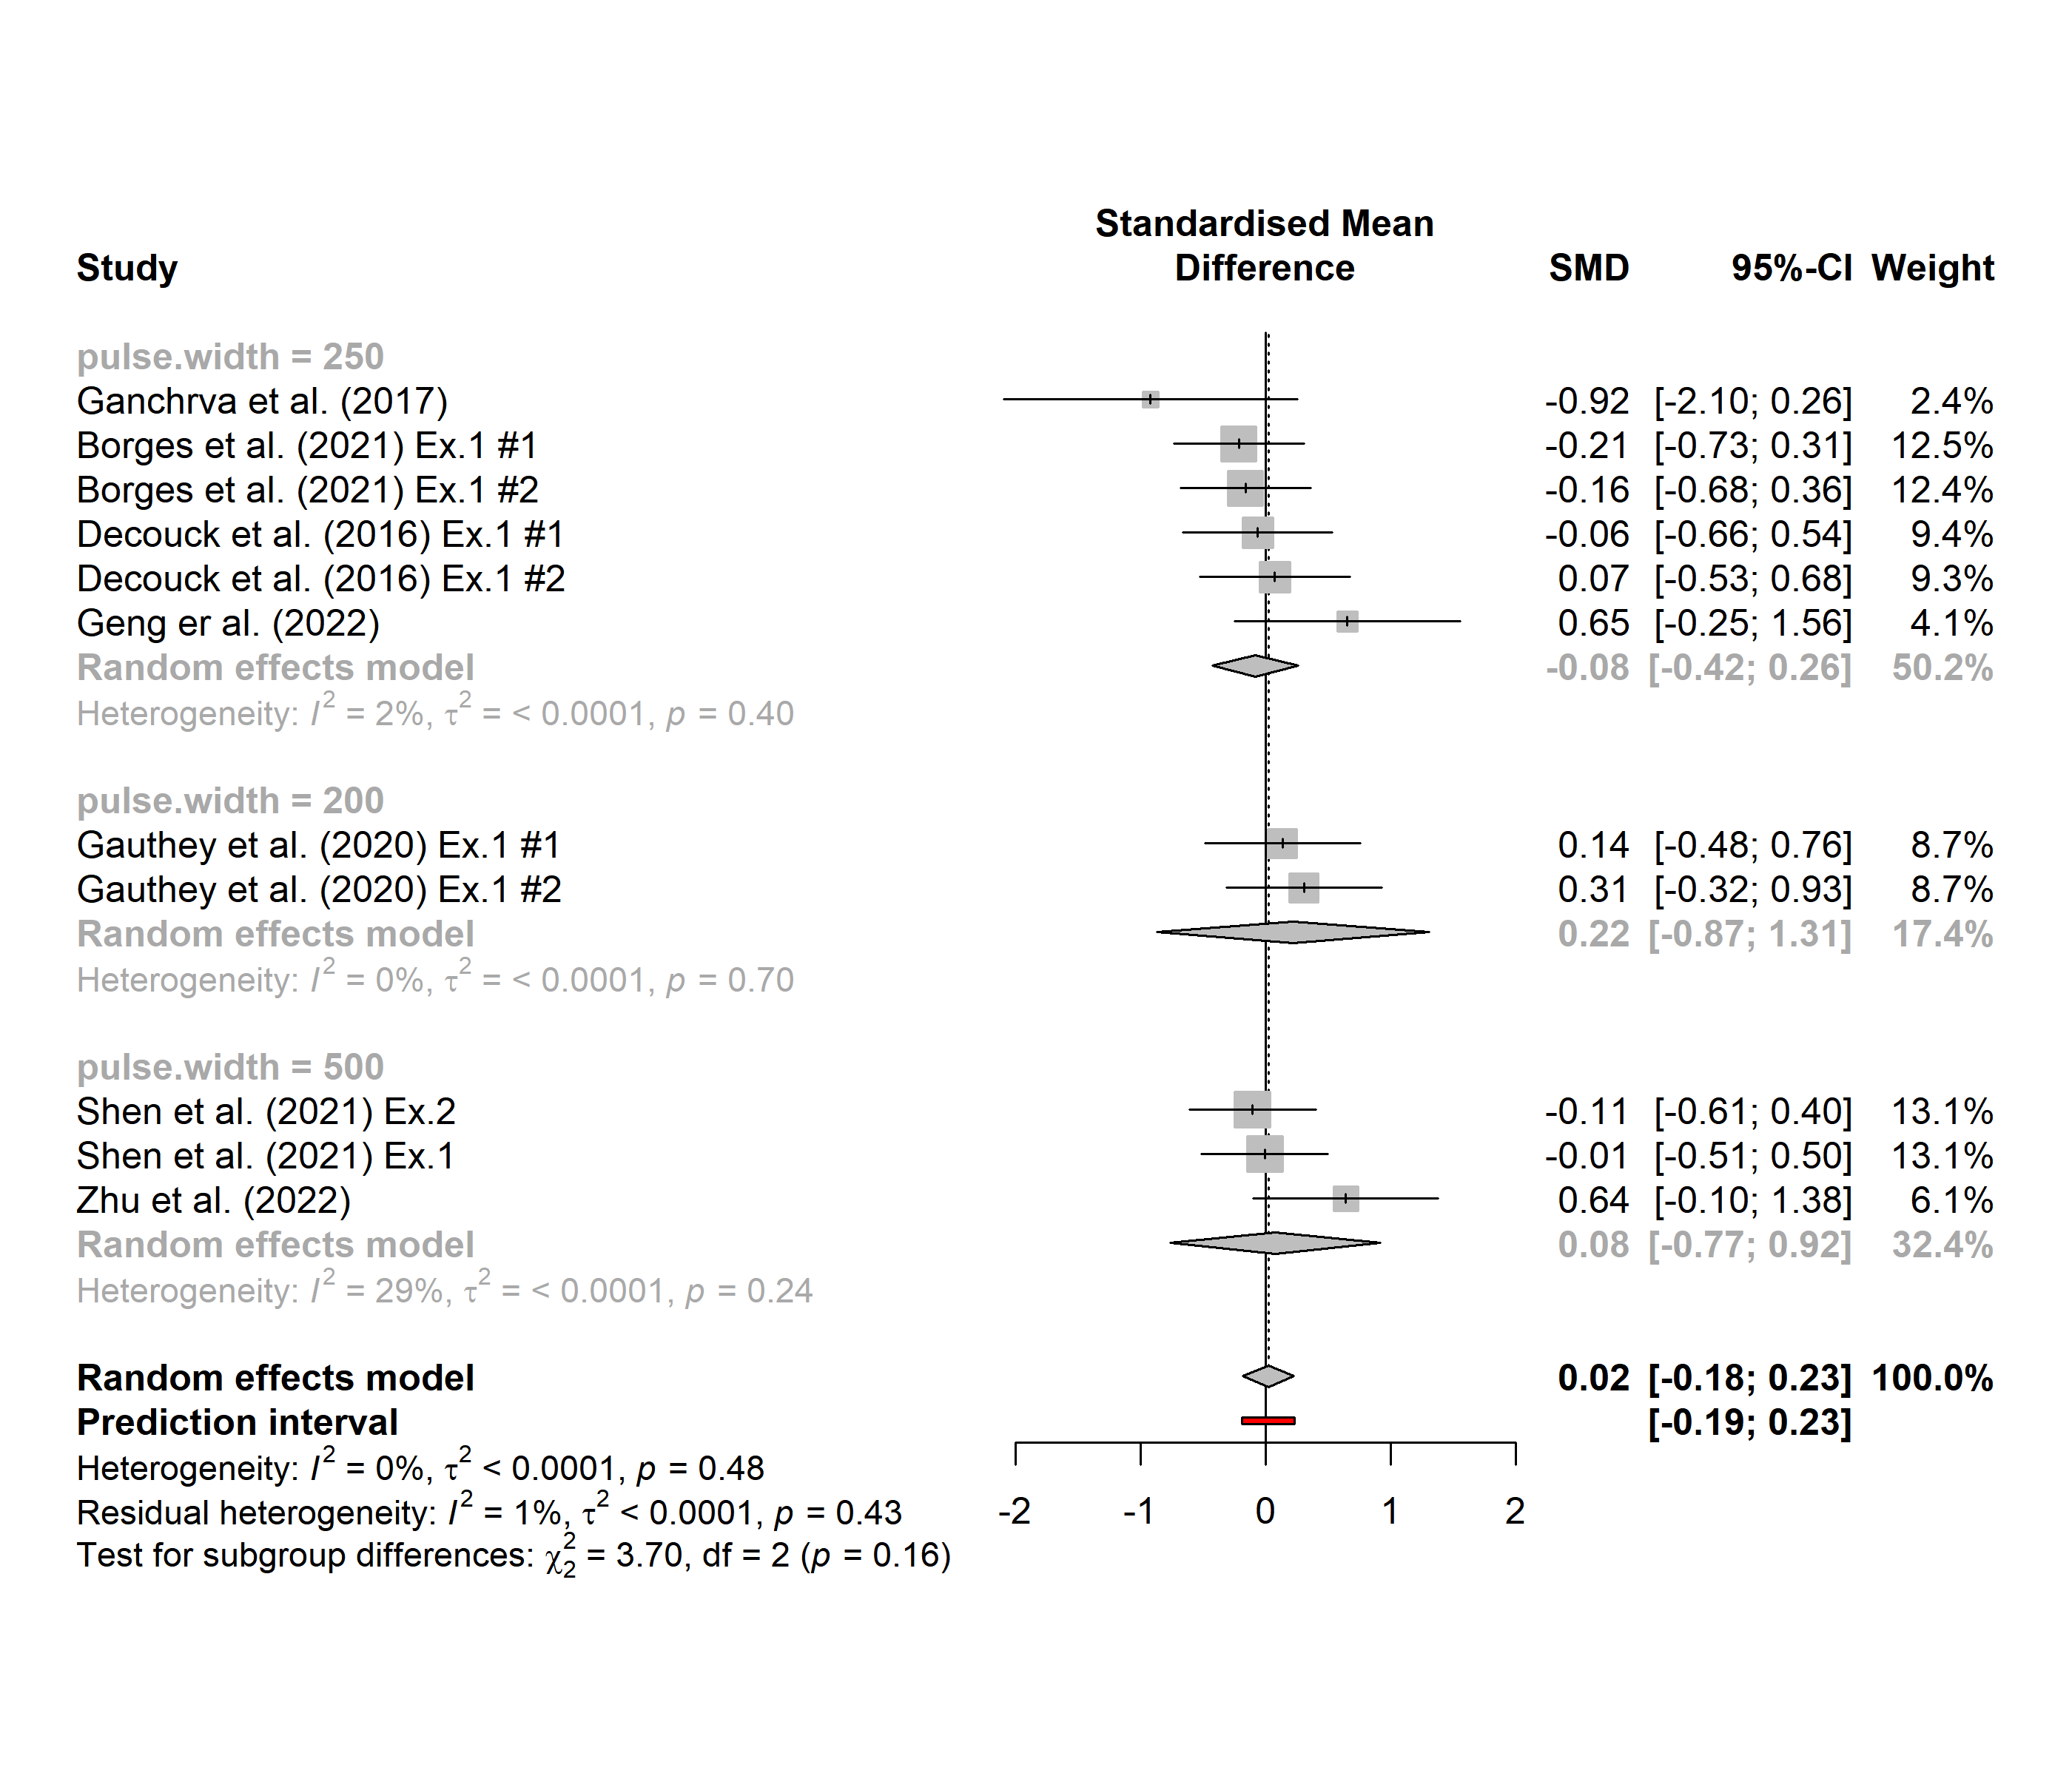 Standardised Mean
Study Difference SMD 95%-CI Weight
pulse.width = 250
Ganchrva et al. (2017) -0.92 [-2.10; 0.26] 2.4%
Borges et al. (2021) Ex.1 #1 -0.21 [-0.73; 0.31] 12.5%
Borges et al. (2021) Ex.1 #2 -0.16 [-0.68; 0.36] 12.4%
Decouck et al. (2016) Ex.1 #1 -0.06 [-0.66; 0.54] 9.4%
Decouck et al. (2016) Ex.1 #2 0.07 [-0.53; 0.68] 9.3%
Geng er al. (2022) 0.65 [-0.25; 1.56] 4.1%
Random effects model -0.08 [-0.42; 0.26] 50.2%
Heterogeneity: I² = 2%, τ² = < 0.0001, p = 0.40
pulse.width = 200
Gauthey et al. (2020) Ex.1 #1 0.14 [-0.48; 0.76] 8.7%
Gauthey et al. (2020) Ex.1 #2 0.31 [-0.32; 0.93] 8.7%
Random effects model 0.22 [-0.87; 1.31] 17.4%
Heterogeneity: I² = 0%, τ² = < 0.0001, p = 0.70
pulse.width = 500
Shen et al. (2021) Ex.2 -0.11 [-0.61; 0.40] 13.1%
Shen et al. (2021) Ex.1 -0.01 [-0.51; 0.50] 13.1%
Zhu et al. (2022) 0.64 [-0.10; 1.38] 6.1%
Random effects model 0.08 [-0.77; 0.92] 32.4%
Heterogeneity: I² = 29%, τ² = < 0.0001, p = 0.24
Random effects model 0.02 [-0.18; 0.23] 100.0%
Prediction interval [-0.19; 0.23]
Heterogeneity: I² = 0%, τ² < 0.0001, p = 0.48
Residual heterogeneity: I² = 1%, τ² < 0.0001, p = 0.43
-2 -1 0 1 2
Test for subgroup differences: χ²₂ = 3.70, df = 2 (p = 0.16)